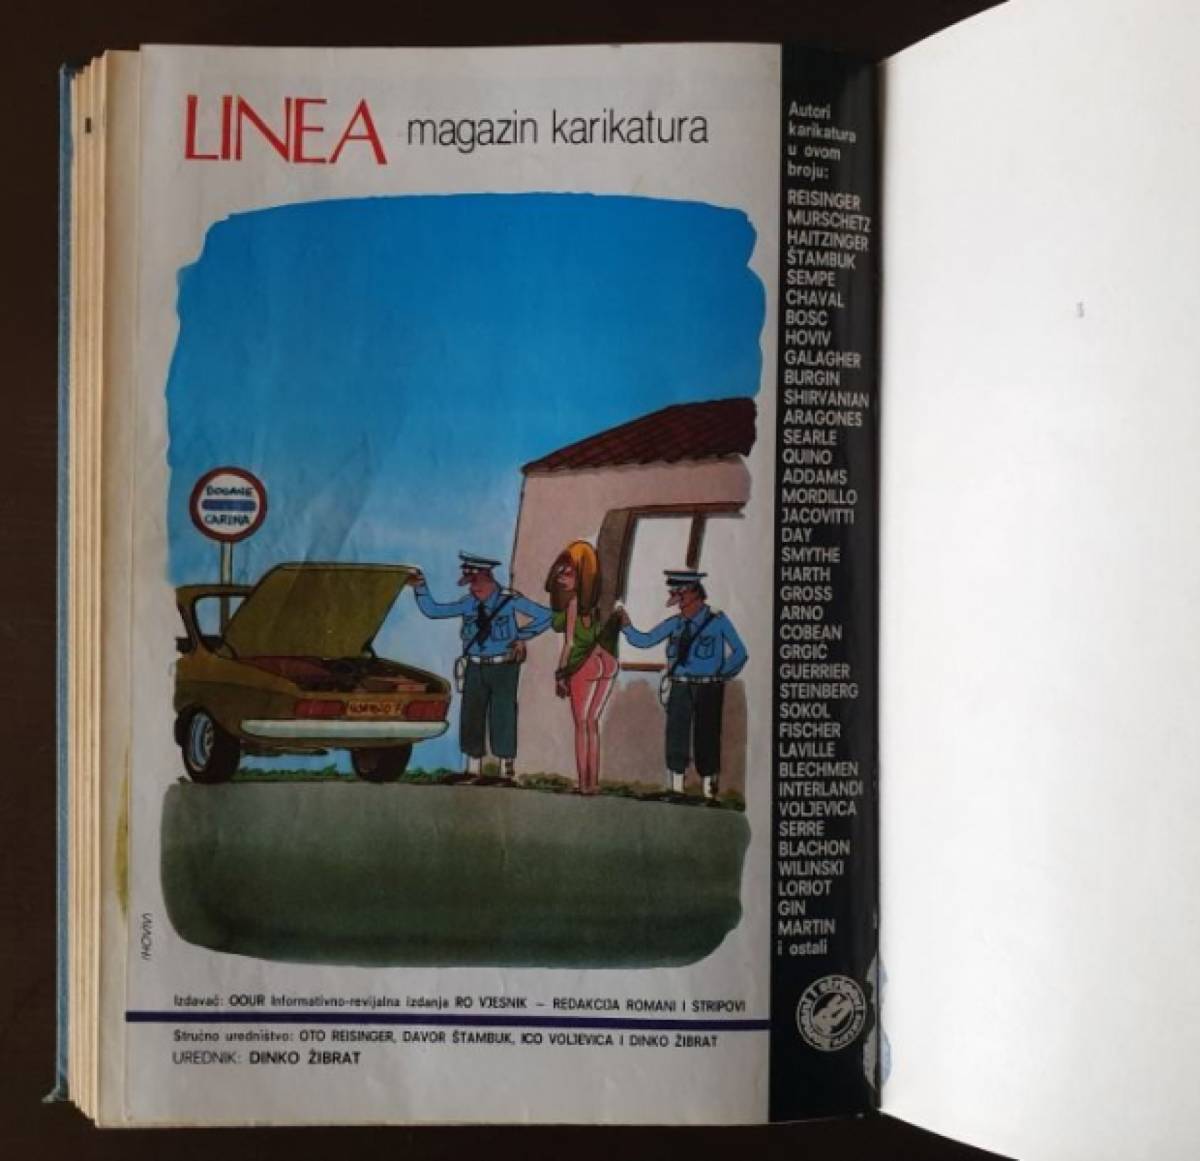 LINEA magazin karikatura
Autori
karikatura
u ovom
broju:
REISINGER
MURSCHETZ
HAITZINGER
ŠTAMBUK
SEMPE
CHAVAL
BOSC
HOVIV
GALAGHER
BURGIN
SHIRVANIAN
ARAGONES
SEARLE
QUINO
ADDAMS
MORDILLO
JACOVITTI
DAY
SMYTHE
HARTH
GROSS
ARNO
COBEAN
GRGIĆ
GUERRIER
STEINBERG
SOKOL
FISCHER
LAVILLE
BLECHMEN
INTERLANDI
VOLJEVICA
SERRE
BLACHON
WILINSKI
LORIOT
GIN
MARTIN
i ostali
DOGANE
CARINA
HOVIV
Izdavač: OOUR Informativno-revijalna izdanja RO VJESNIK — REDAKCIJA ROMANI I STRIPOVI
Stručno uredništvo: OTO REISINGER, DAVOR ŠTAMBUK, ICO VOLJEVICA I DINKO ŽIBRAT
UREDNIK: DINKO ŽIBRAT
romani i stripovi